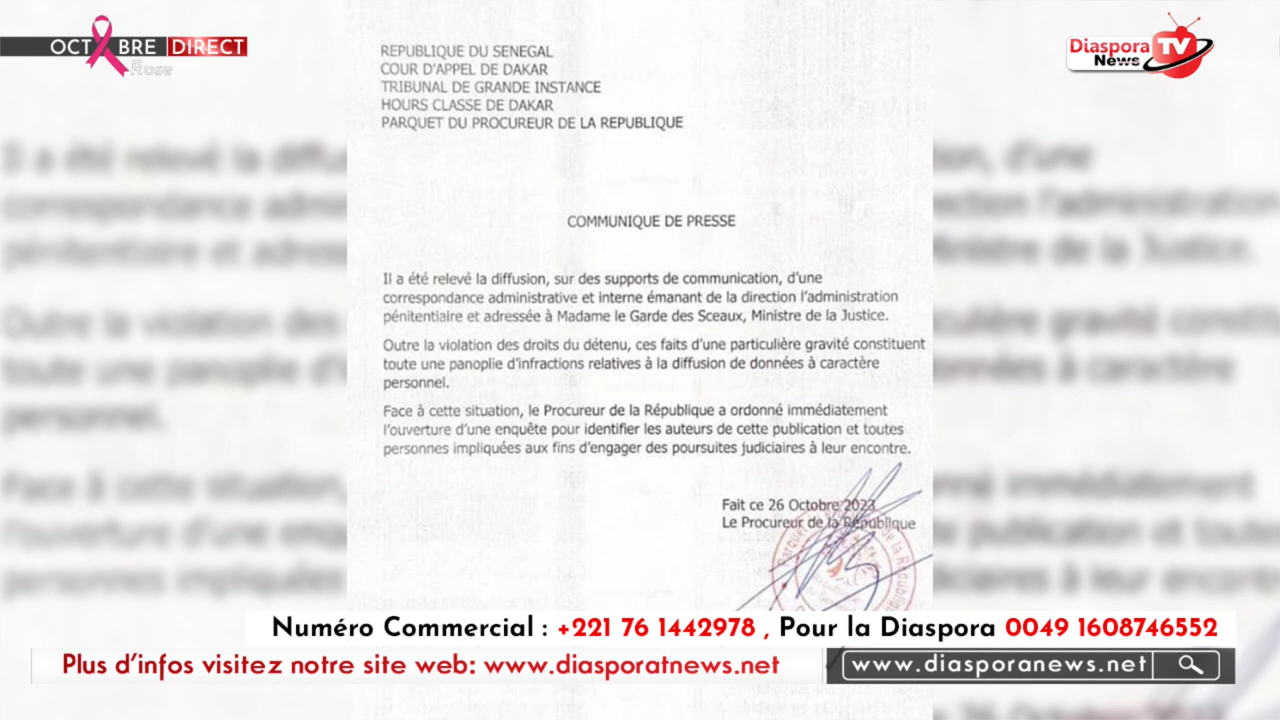 OCT BRE DIRECT
Rose
Diaspora TV
News
REPUBLIQUE DU SENEGAL
COUR D'APPEL DE DAKAR
TRIBUNAL DE GRANDE INSTANCE
HOURS CLASSE DE DAKAR
PARQUET DU PROCUREUR DE LA REPUBLIQUE
COMMUNIQUE DE PRESSE
Il a été relevé la diffusion, sur des supports de communication, d'une
correspondance administrative et interne émanant de la direction l'administration
pénitentiaire et adressée à Madame le Garde des Sceaux, Ministre de la Justice.
Outre la violation des droits du détenu, ces faits d'une particulière gravité constituent
toute une panoplie d'infractions relatives à la diffusion de données à caractère
personnel.
Face à cette situation, le Procureur de la République a ordonné immédiatement
l'ouverture d'une enquête pour identifier les auteurs de cette publication et toutes
personnes impliquées aux fins d'engager des poursuites judiciaires à leur encontre.
Fait ce 26 Octobre 2023
Le Procureur de la République
Numéro Commercial : +221 76 1442978 , Pour la Diaspora 0049 1608746552
Plus d'infos visitez notre site web: www.diasporatnews.net
www.diasporanews.net